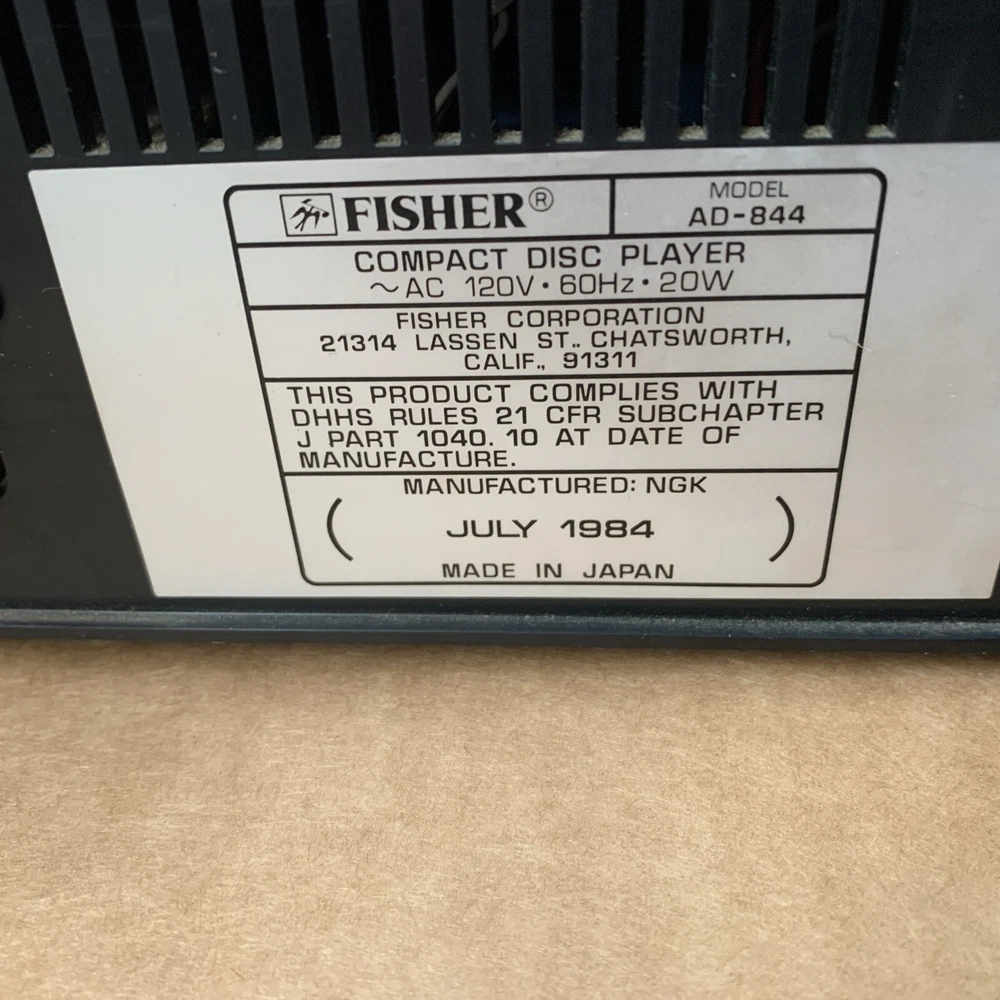 FISHER®
MODEL
AD-844
COMPACT DISC PLAYER
~AC 120V·60Hz·20W
FISHER CORPORATION
21314 LASSEN ST., CHATSWORTH,
CALIF., 91311
THIS PRODUCT COMPLIES WITH
DHHS RULES 21 CFR SUBCHAPTER
J PART 1040.10 AT DATE OF
MANUFACTURE.
MANUFACTURED: NGK
( JULY 1984 )
MADE IN JAPAN